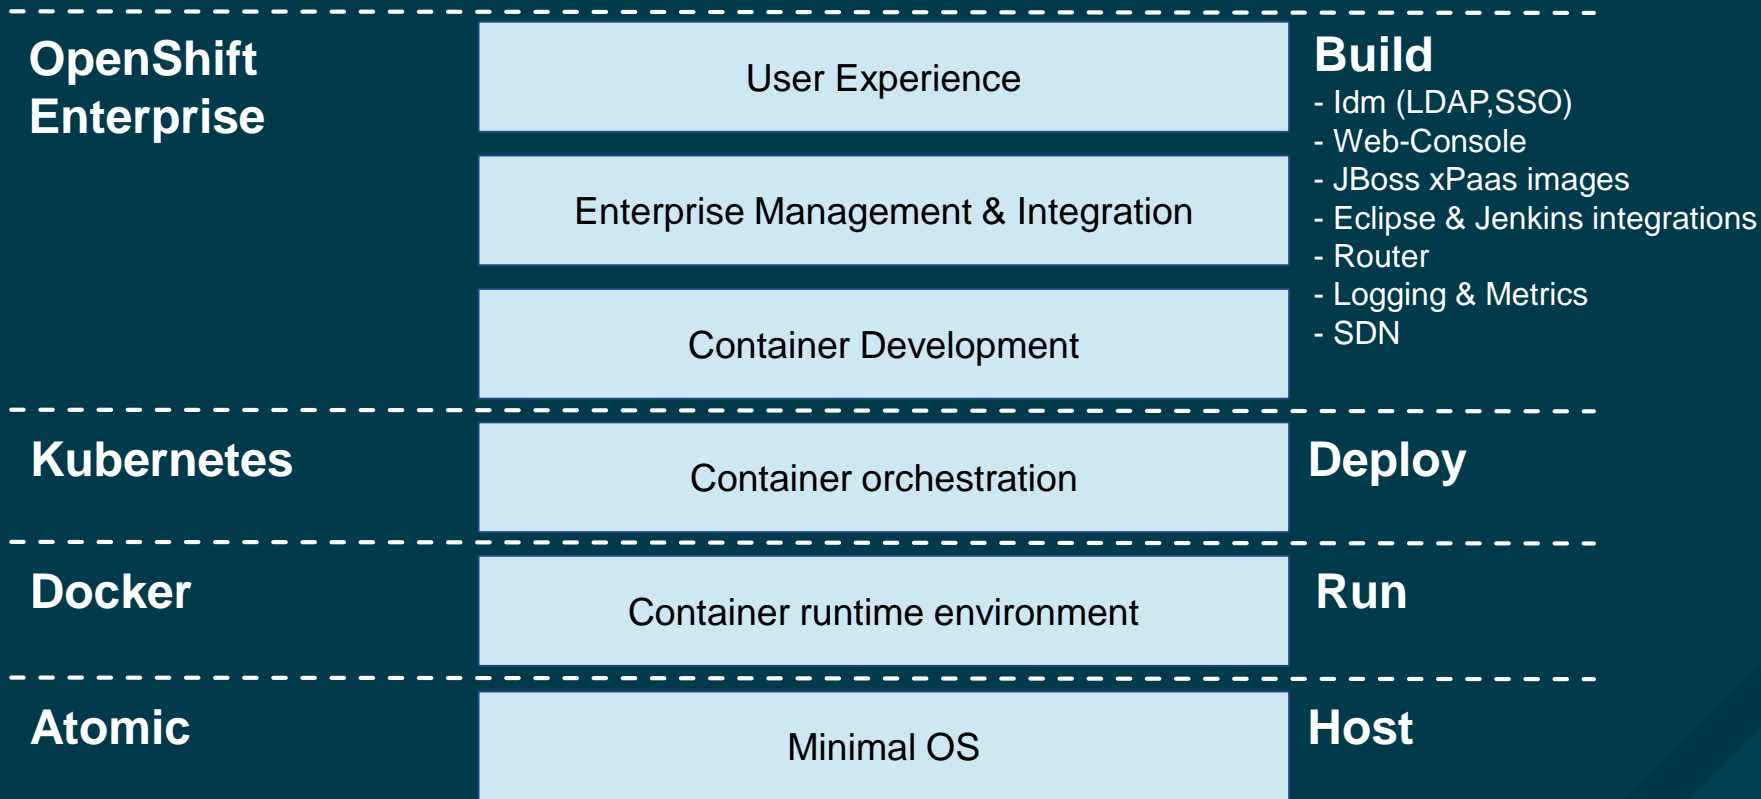 OpenShift
Enterprise
User Experience
Enterprise Management & Integration
Container Development
Build
- Idm (LDAP,SSO)
- Web-Console
- JBoss xPaas images
- Eclipse & Jenkins integrations
- Router
- Logging & Metrics
- SDN
Kubernetes
Container orchestration
Deploy
Docker
Container runtime environment
Run
Atomic
Minimal OS
Host